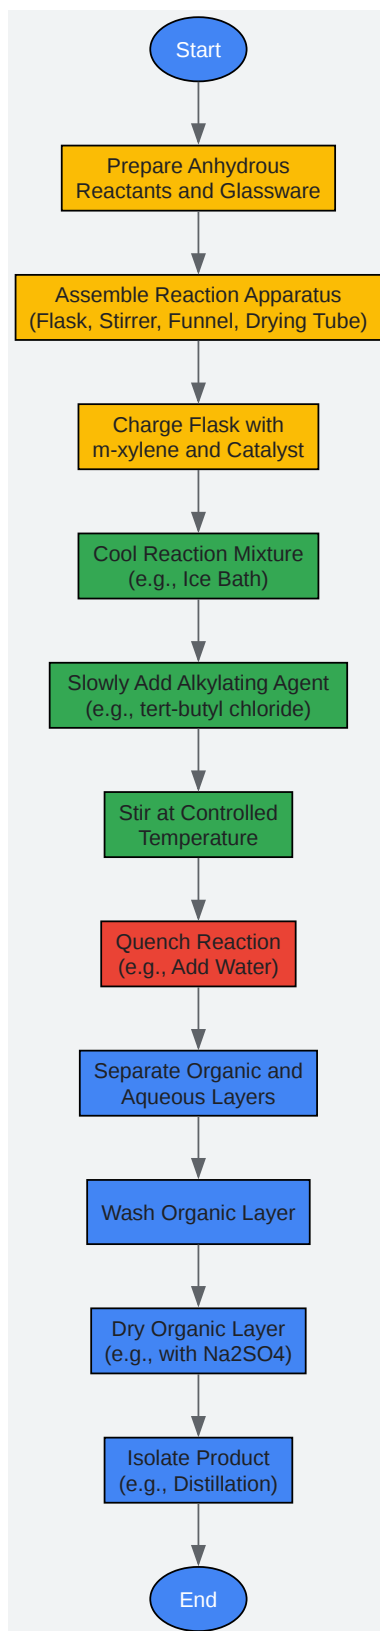 Start
Prepare Anhydrous
Reactants and Glassware
Assemble Reaction Apparatus
(Flask, Stirrer, Funnel, Drying Tube)
Charge Flask with
m-xylene and Catalyst
Cool Reaction Mixture
(e.g., Ice Bath)
Slowly Add Alkylating Agent
(e.g., tert-butyl chloride)
Stir at Controlled
Temperature
Quench Reaction
(e.g., Add Water)
Separate Organic and
Aqueous Layers
Wash Organic Layer
Dry Organic Layer
(e.g., with Na2SO4)
Isolate Product
(e.g., Distillation)
End